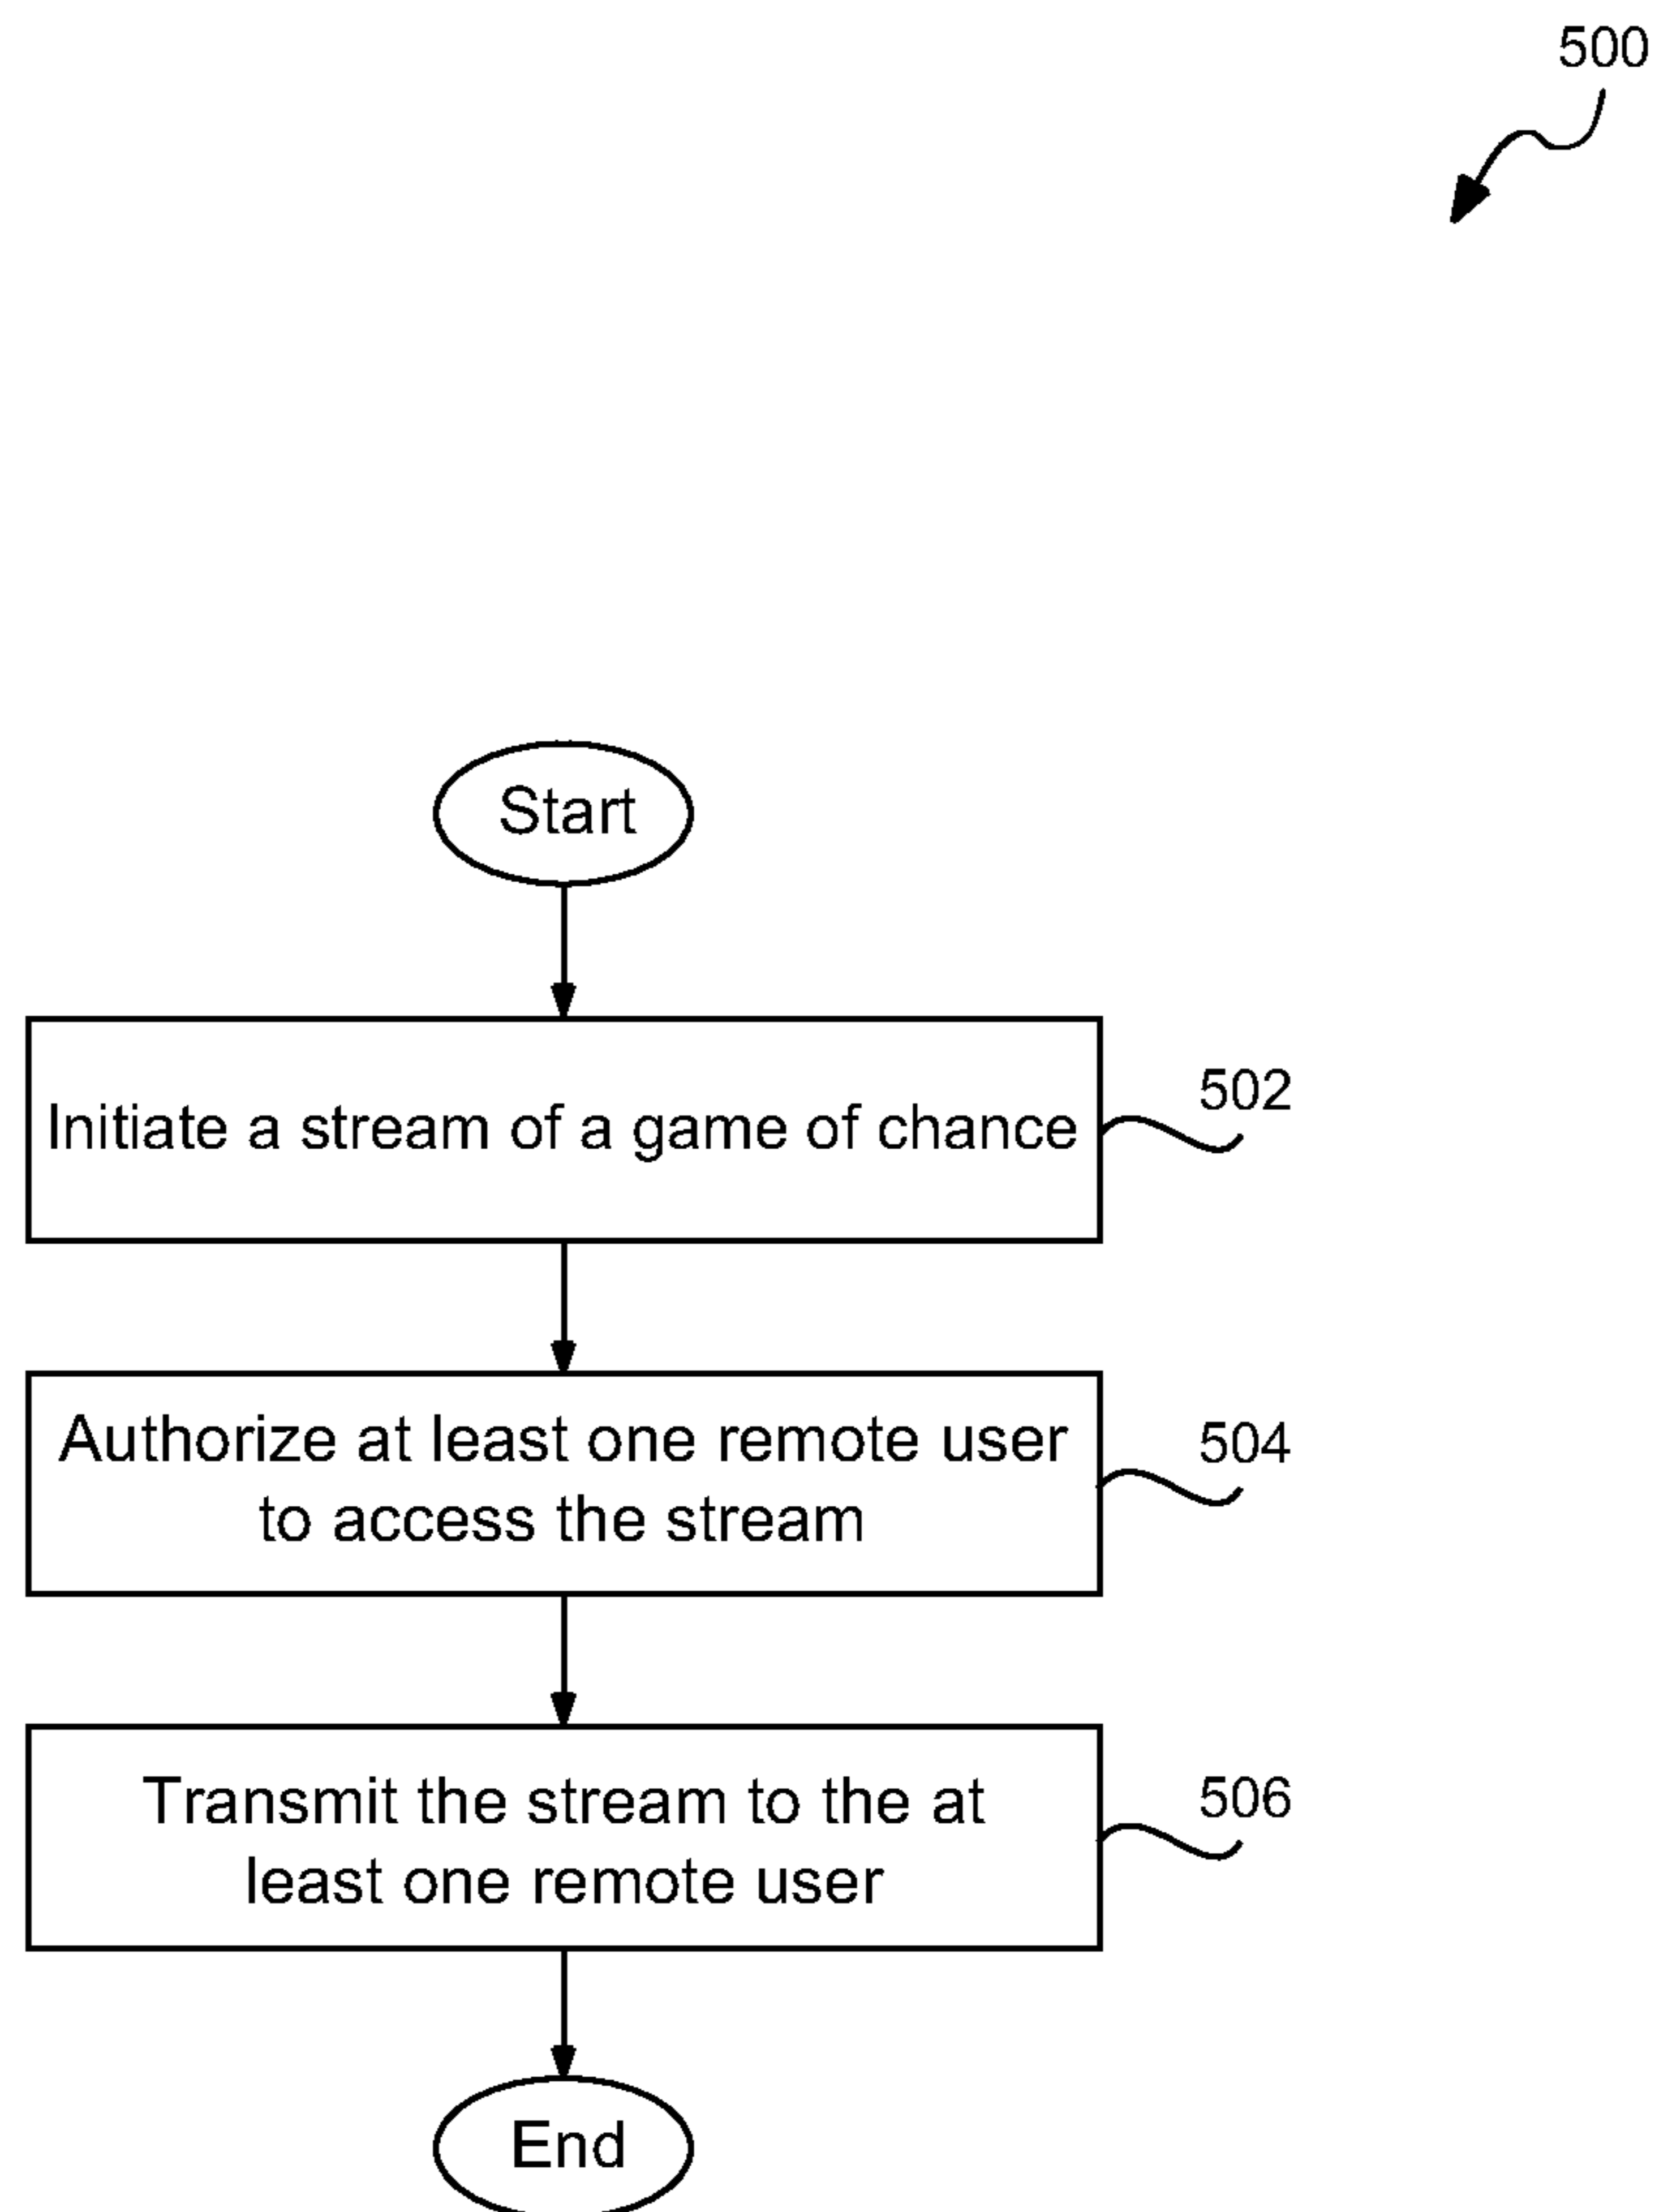 500
Start
Initiate a stream of a game of chance
502
Authorize at least one remote user
to access the stream
504
Transmit the stream to the at
least one remote user
506
End